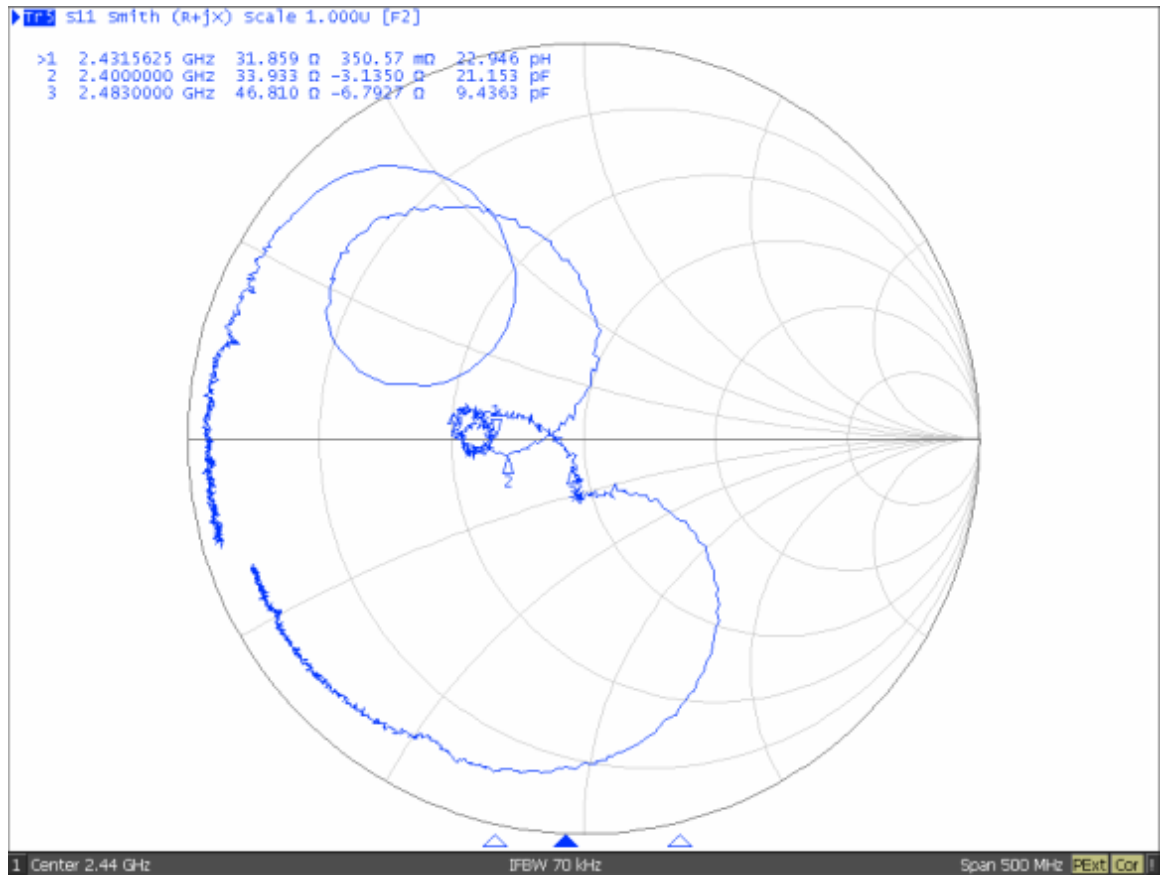 Tr5 S11 Smith (R+jX) Scale 1.000U [F2]
>1 2.4315625 GHz 31.859 Ω 350.57 mΩ 22.946 pH
2 2.4000000 GHz 33.933 Ω -3.1350 Ω 21.153 pF
3 2.4830000 GHz 46.810 Ω -6.7927 Ω 9.4363 pF
2
1 Center 2.44 GHz IFBW 70 kHz Span 500 MHz PExt Cor !